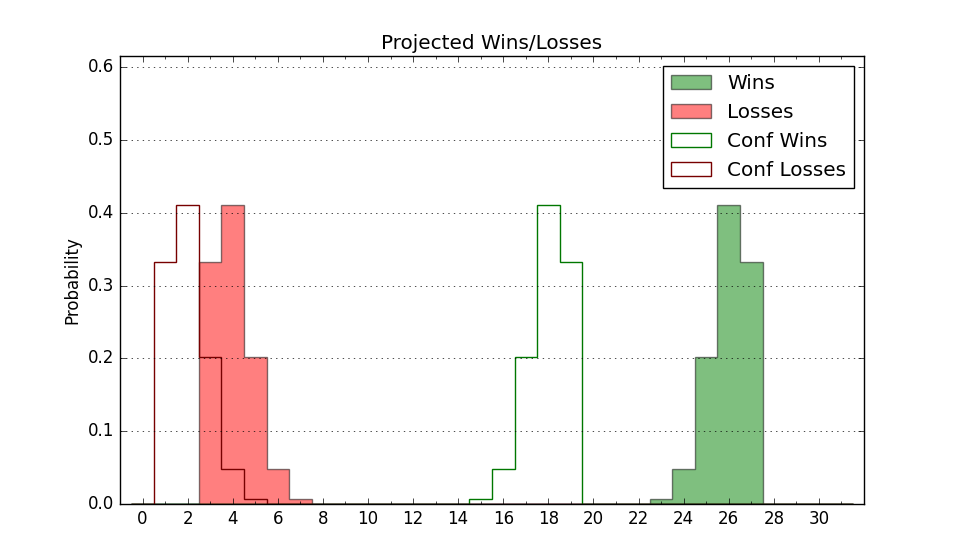 Projected Wins/Losses
0.6
0.5
0.4
0.3
0.2
0.1
0.0
Probability
Wins
Losses
Conf Wins
Conf Losses
0 2 4 6 8 10 12 14 16 18 20 22 24 26 28 30